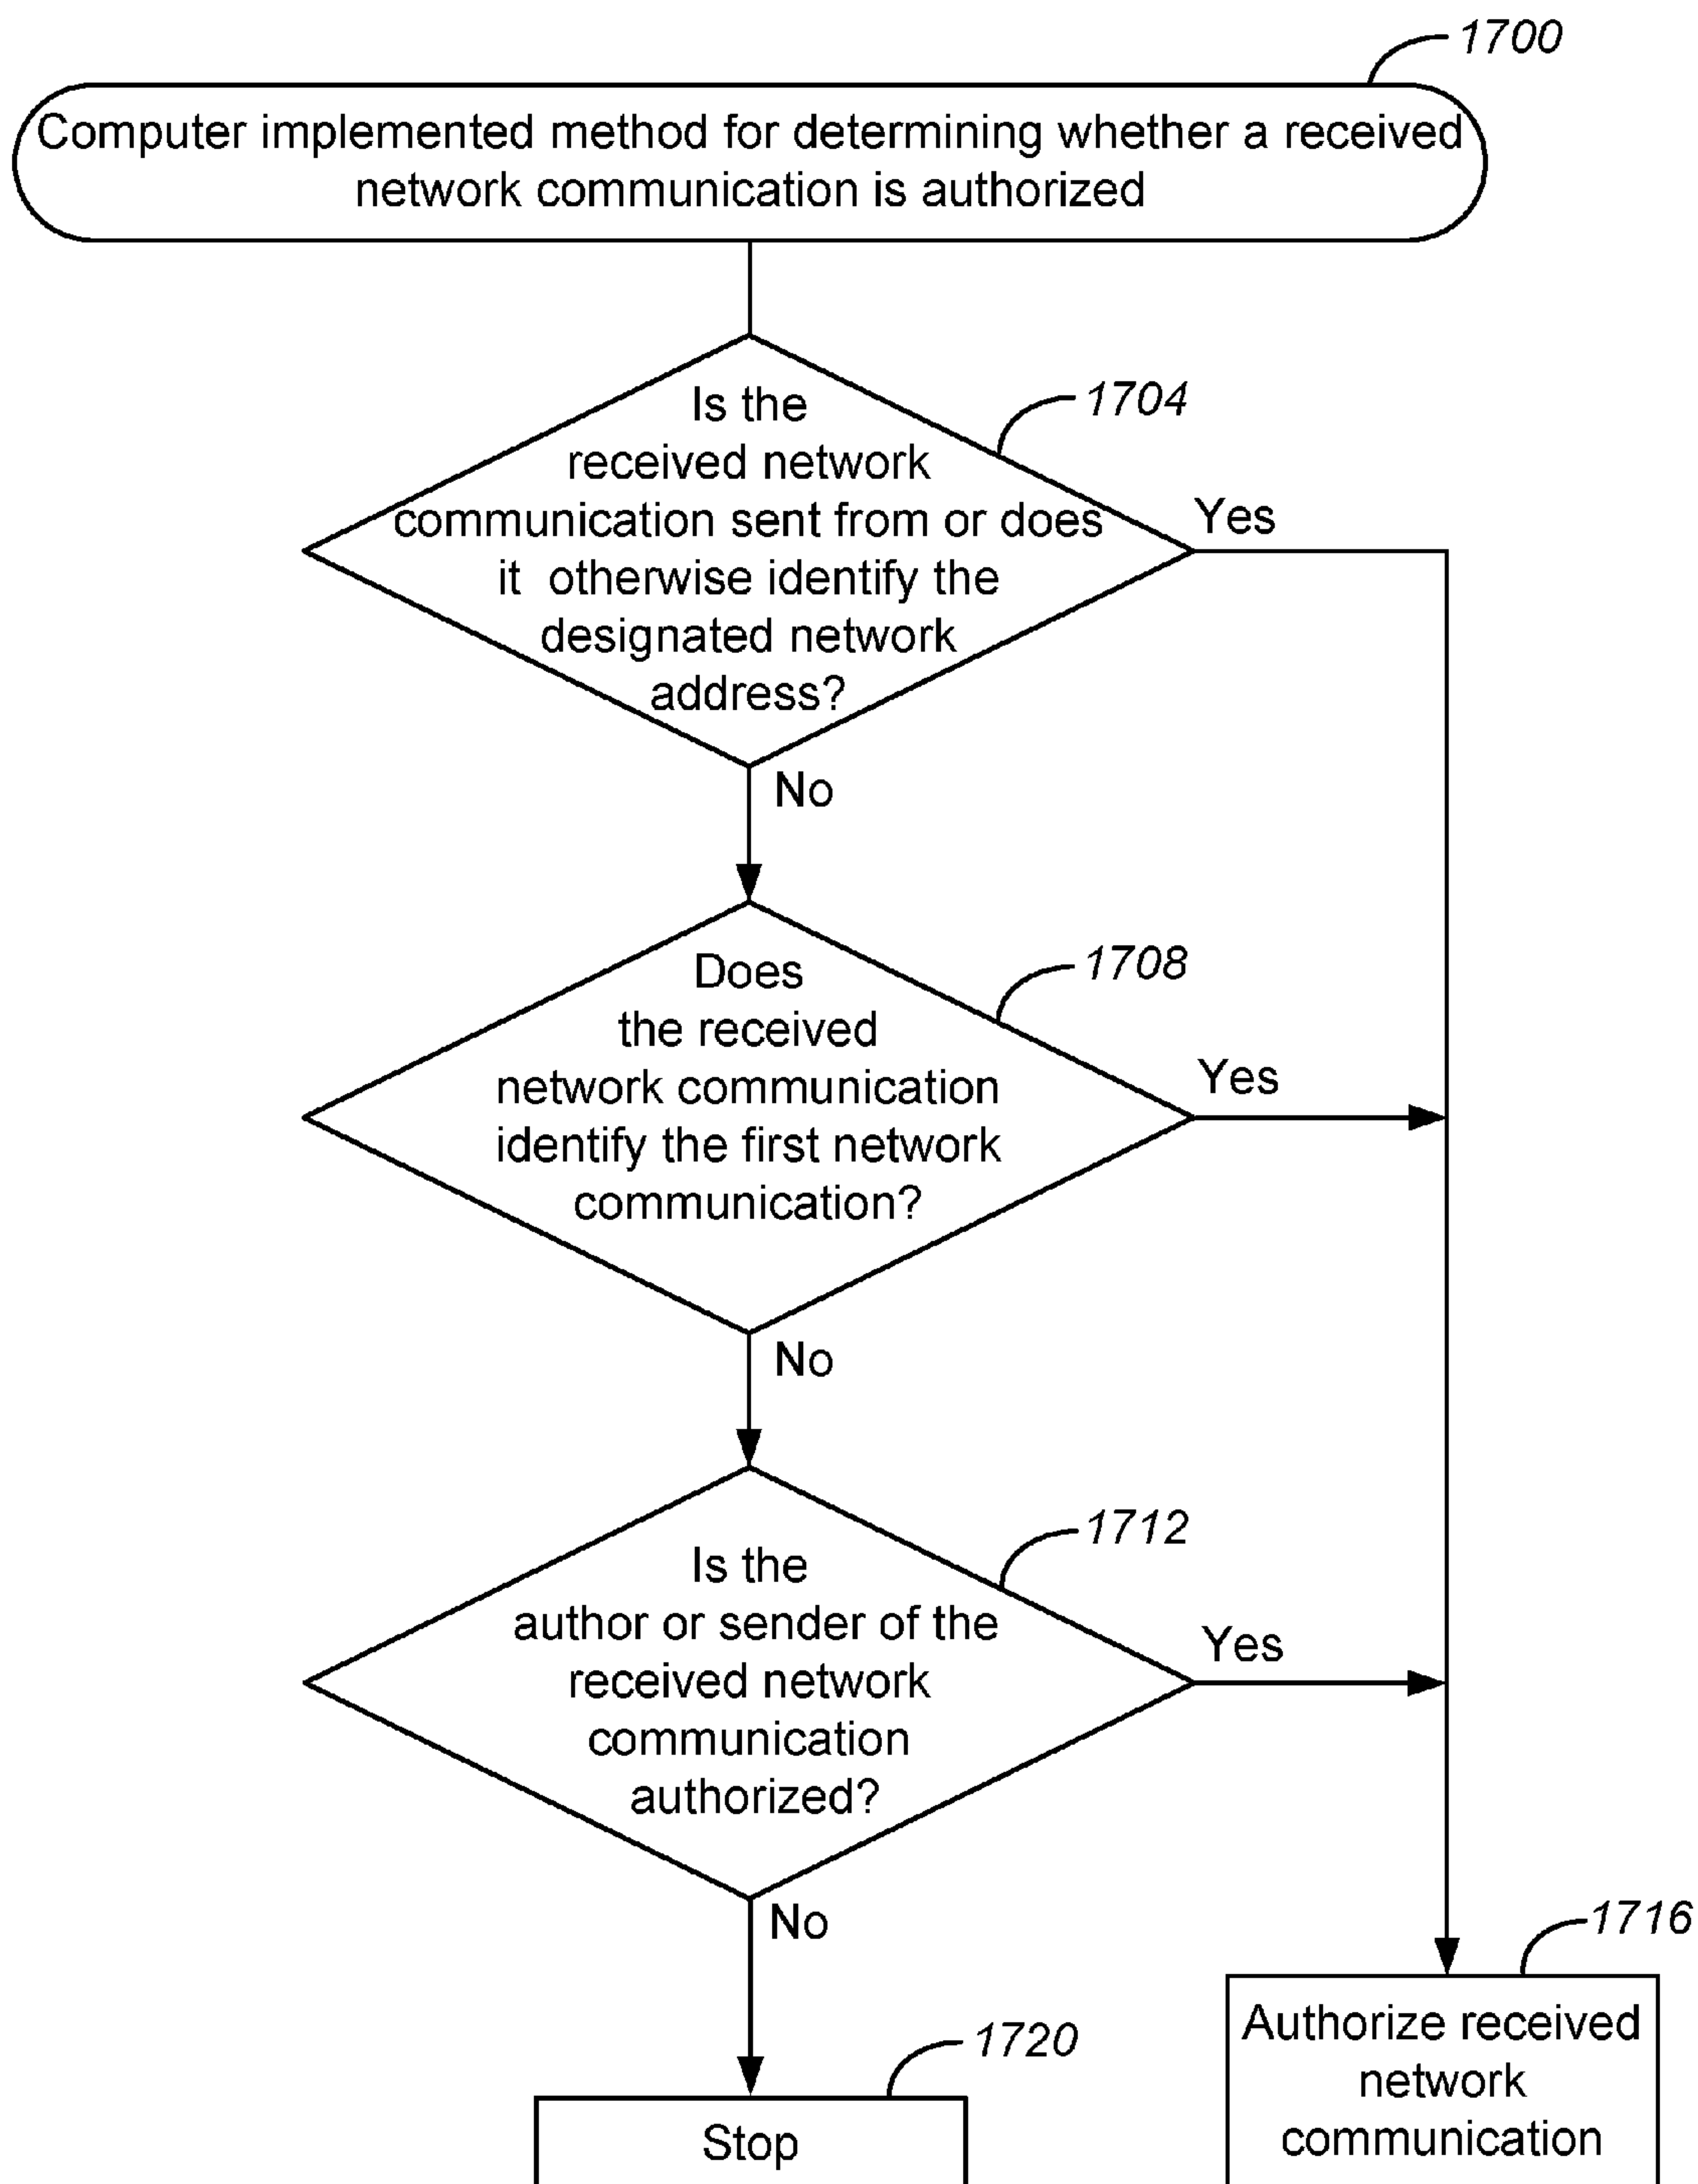 1700
Computer implemented method for determining whether a received
network communication is authorized
1704
Is the
received network
communication sent from or does
it otherwise identify the
designated network
address?
Yes
No
1708
Does
the received
network communication
identify the first network
communication?
Yes
No
1712
Is the
author or sender of the
received network
communication
authorized?
Yes
No
1716
Authorize received
network
communication
1720
Stop